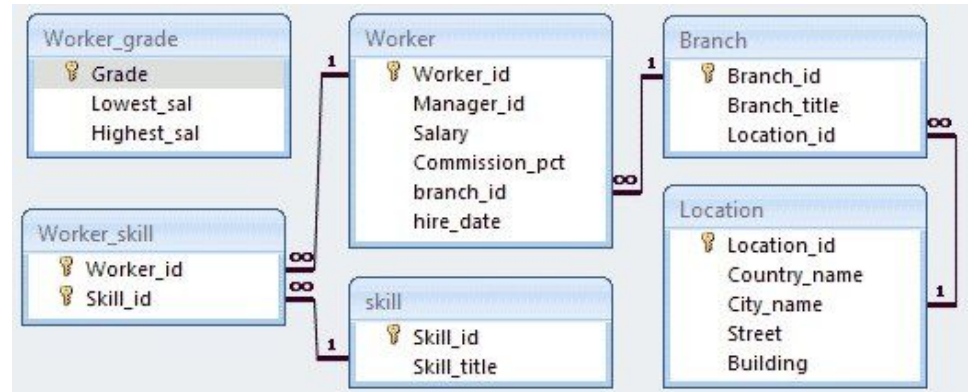 Worker_grade
Grade
Lowest_sal
Highest_sal
Worker
Worker_id
Manager_id
Salary
Commission_pct
branch_id
hire_date
Branch
Branch_id
Branch_title
Location_id
Worker_skill
Worker_id
Skill_id
skill
Skill_id
Skill_title
Location
Location_id
Country_name
City_name
Street
Building
1
∞
1
∞
∞
1
∞
1